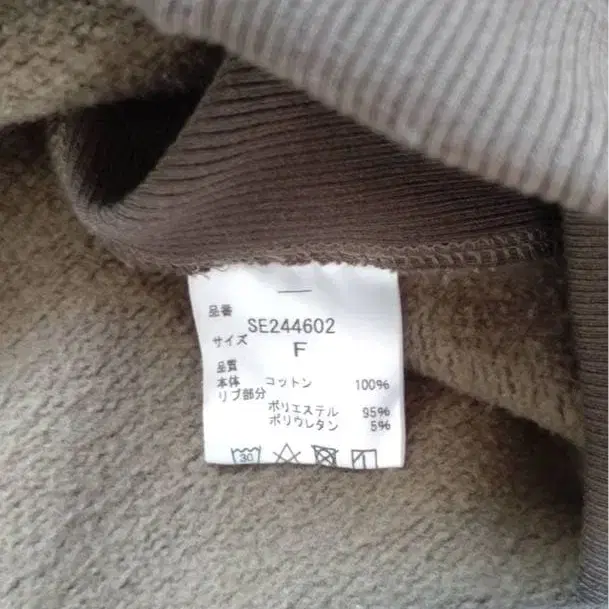 品番
SE244602
サイズ
F
品質
本体 コットン 100%
リブ部分
ポリエステル 95%
ポリウレタン 5%
30